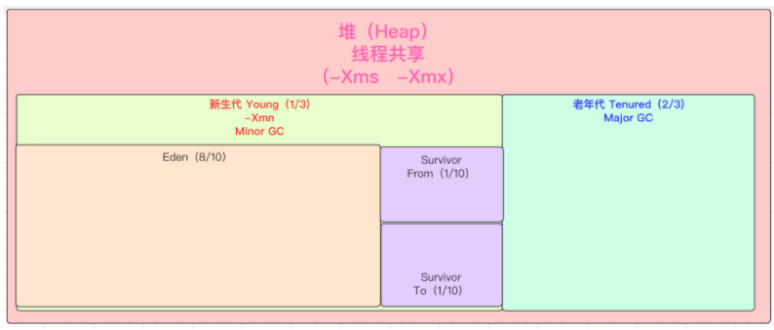 堆（Heap）
线程共享
（-Xms -Xmx）
新生代 Young（1/3）
-Xmn
Minor GC
老年代 Tenured（2/3）
Major GC
Eden（8/10）
Survivor
From（1/10）
Survivor
To（1/10）